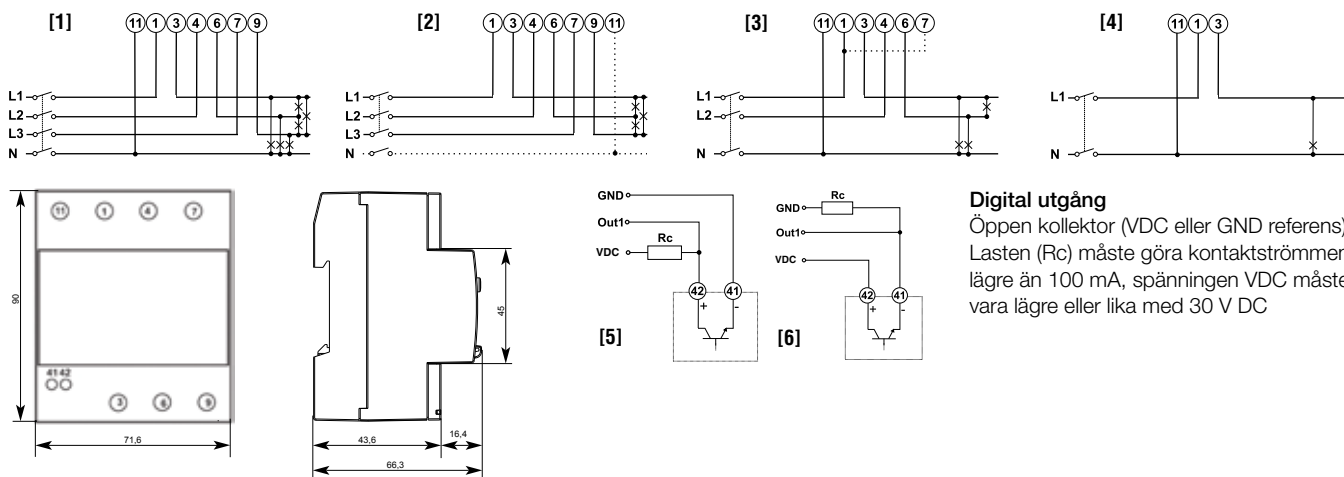 [1]
11 1 3 4 6 7 9
L1
L2
L3
N
[2]
1 3 4 6 7 9 11
L1
L2
L3
N
[3]
11 1 3 4 6 7
L1
L2
N
[4]
11 1 3
L1
N
11 1 4 7
90
41 42
3 6 9
71,6
45
43,6
16,4
66,3
GND
Out1
VDC
Rc
42 41
+ -
[5]
Rc
GND
Out1
VDC
42 41
+ -
[6]
Digital utgång
Öppen kollektor (VDC eller GND referens)
Lasten (Rc) måste göra kontaktströmmen
lägre än 100 mA, spänningen VDC måste
vara lägre eller lika med 30 V DC